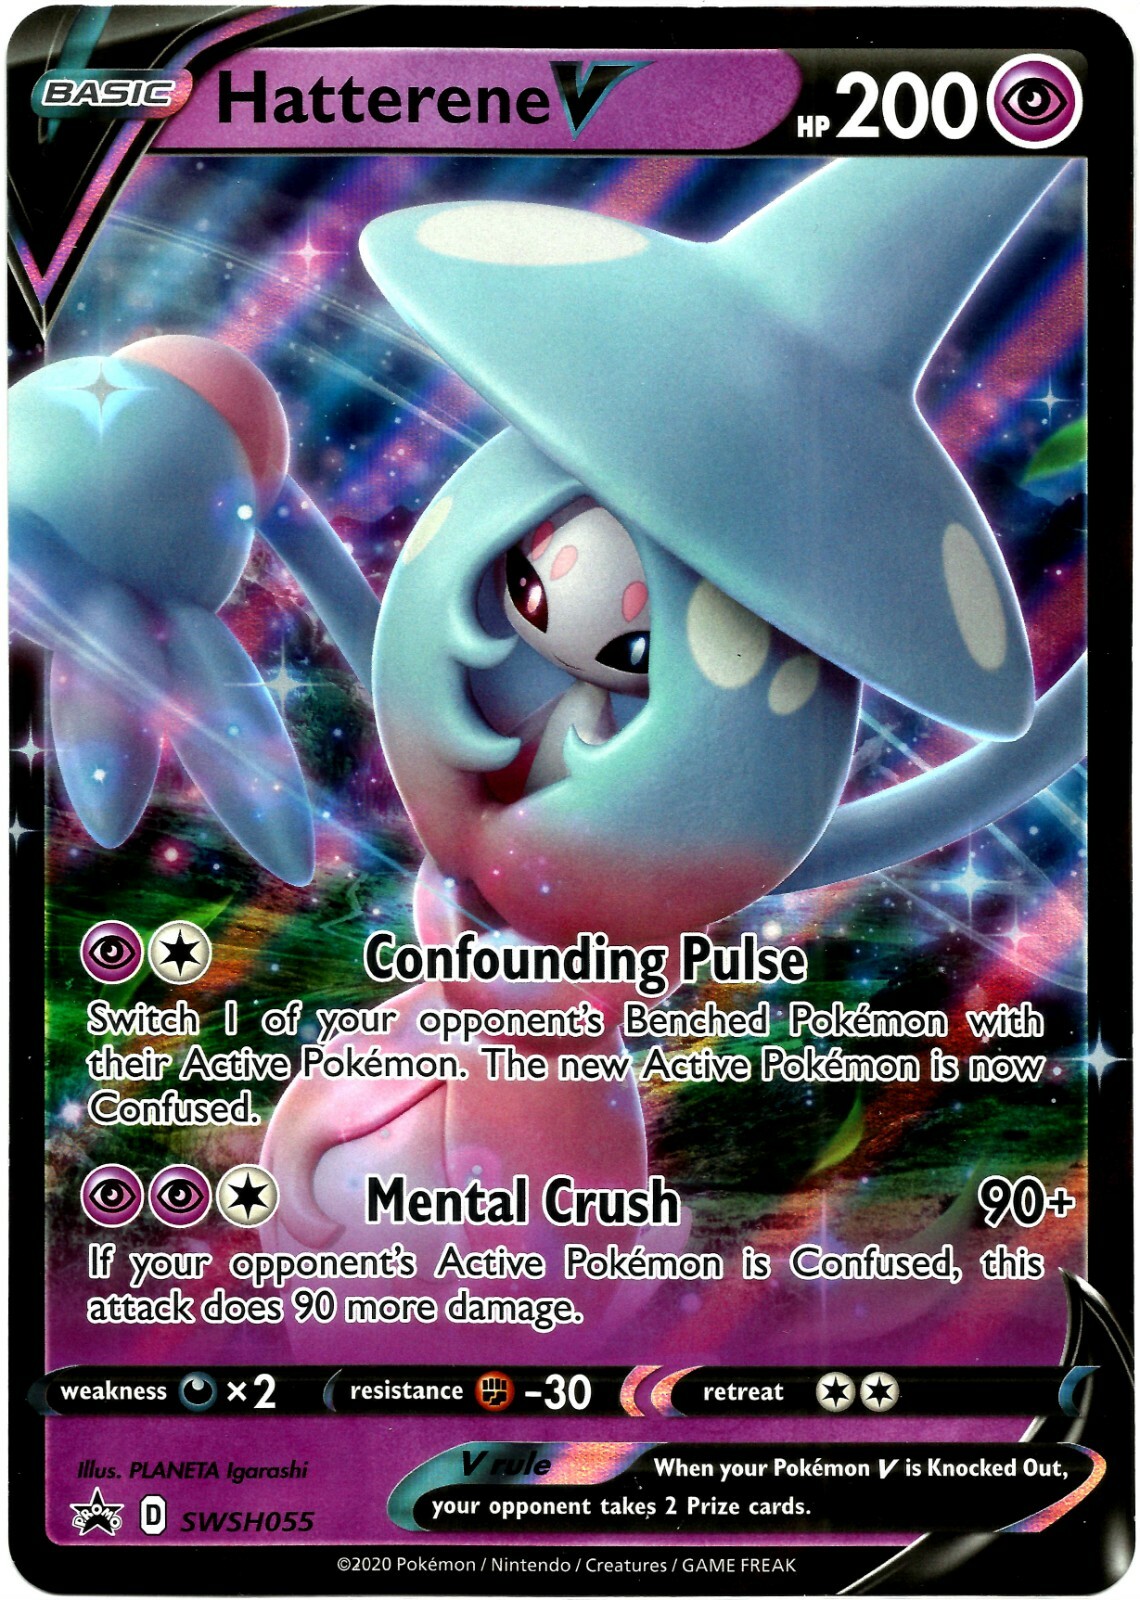 BASIC Hatterene V HP 200
Confounding Pulse
Switch 1 of your opponent's Benched Pokémon with
their Active Pokémon. The new Active Pokémon is now
Confused.
Mental Crush 90+
If your opponent's Active Pokémon is Confused, this
attack does 90 more damage.
weakness ×2 resistance -30 retreat
Illus. PLANETA Igarashi
V rule When your Pokémon V is Knocked Out,
your opponent takes 2 Prize cards.
PROMO D SWSH055
©2020 Pokémon / Nintendo / Creatures / GAME FREAK